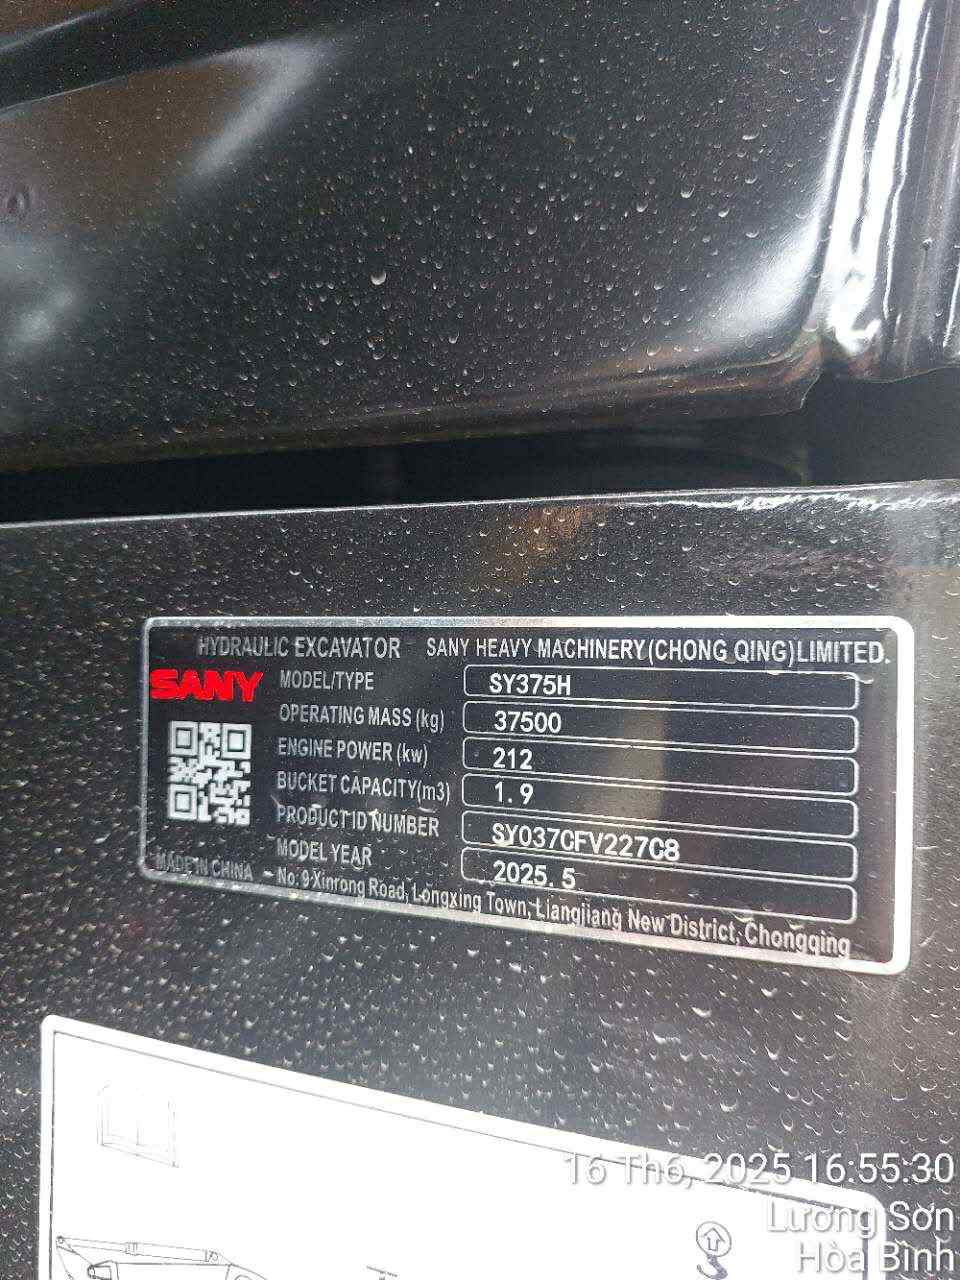 HYDRAULIC EXCAVATOR SANY HEAVY MACHINERY(CHONG QING)LIMITED.
SANY
MODEL/TYPE SY375H
OPERATING MASS (kg) 37500
ENGINE POWER (kw) 212
BUCKET CAPACITY(m3) 1.9
PRODUCT ID NUMBER SY037CFV227C8
MODEL YEAR 2025.5
MADE IN CHINA No. 9 Xinrong Road, Longxing Town, Liangjiang New District, Chongqing
16 Th6, 2025 16:55:30
Lương Sơn
Hòa Bình